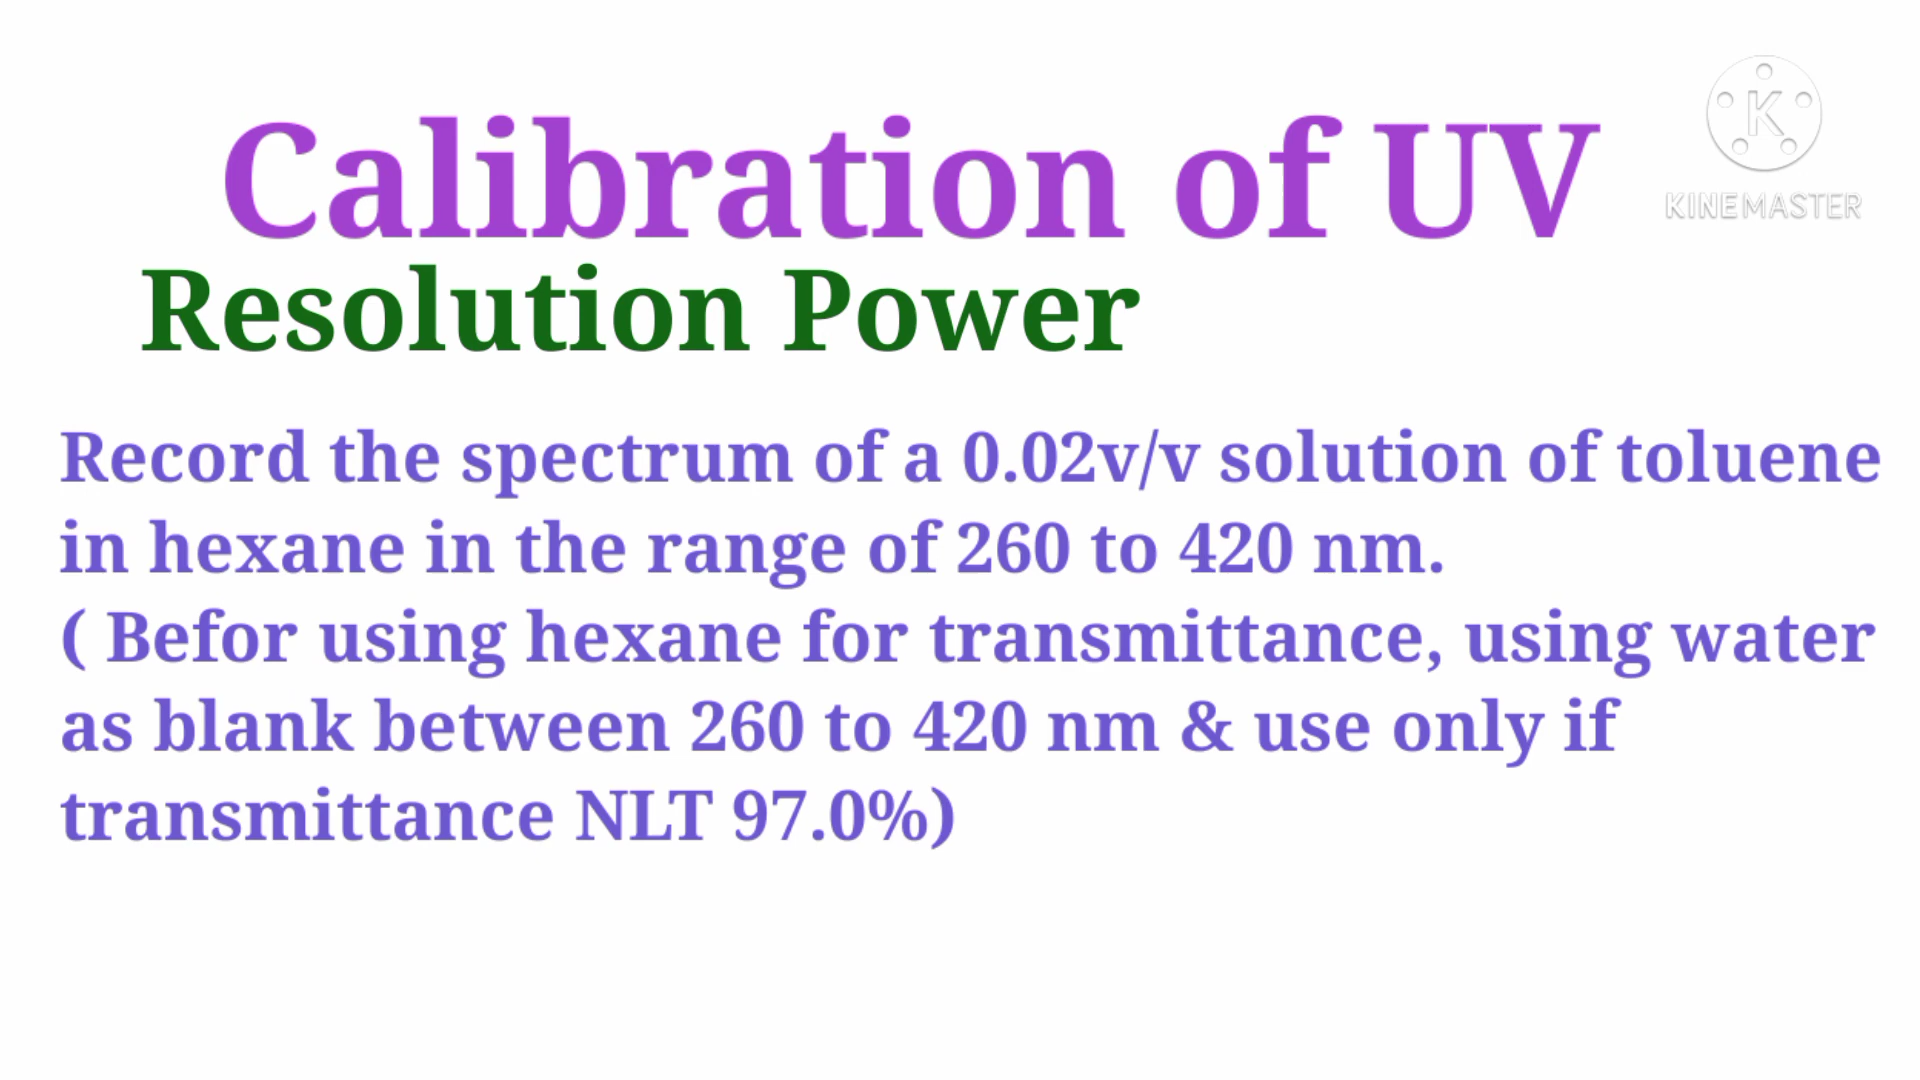 Calibration of UV
K
KINEMASTER
Resolution Power
Record the spectrum of a 0.02v/v solution of toluene
in hexane in the range of 260 to 420 nm.
( Befor using hexane for transmittance, using water
as blank between 260 to 420 nm & use only if
transmittance NLT 97.0%)